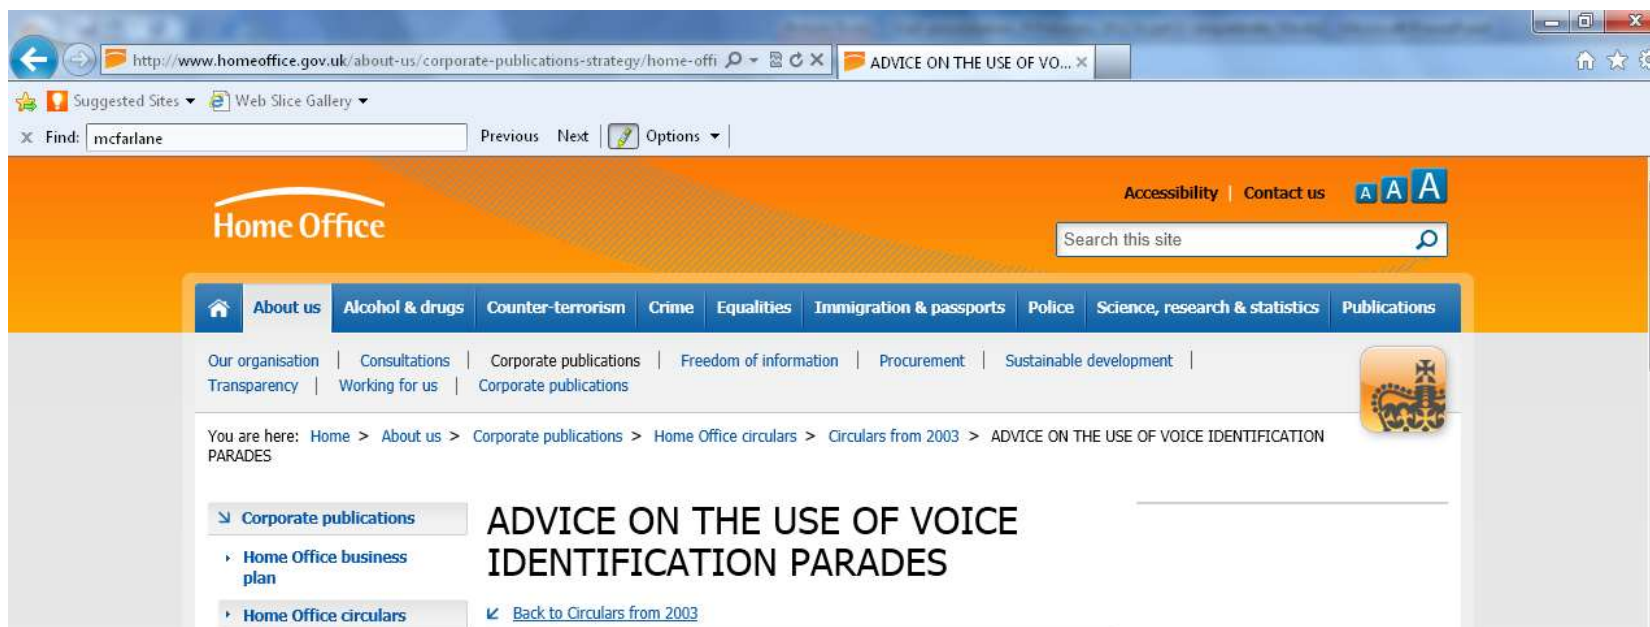 http://www.homeoffice.gov.uk/about-us/corporate-publications-strategy/home-offi
ADVICE ON THE USE OF VO...
Suggested Sites
Web Slice Gallery
x Find: mcfarlane Previous Next Options
Accessibility | Contact us A A A
Home Office
Search this site
About us Alcohol & drugs Counter-terrorism Crime Equalities Immigration & passports Police Science, research & statistics Publications
Our organisation | Consultations | Corporate publications | Freedom of information | Procurement | Sustainable development |
Transparency | Working for us | Corporate publications
You are here: Home > About us > Corporate publications > Home Office circulars > Circulars from 2003 > ADVICE ON THE USE OF VOICE IDENTIFICATION
PARADES
Corporate publications
Home Office business
plan
Home Office circulars
ADVICE ON THE USE OF VOICE
IDENTIFICATION PARADES
Back to Circulars from 2003